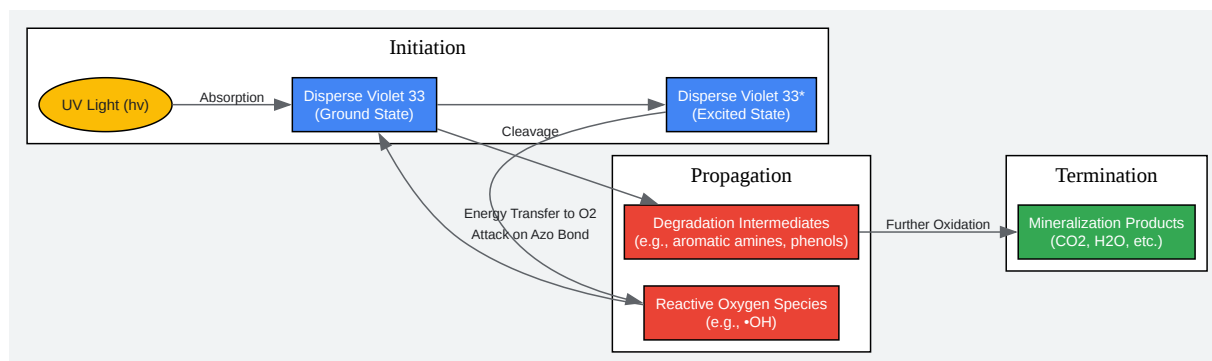 Initiation
UV Light (hν)
Absorption
Disperse Violet 33
(Ground State)
Disperse Violet 33*
(Excited State)
Cleavage
Propagation
Termination
Energy Transfer to O2
Attack on Azo Bond
Degradation Intermediates
(e.g., aromatic amines, phenols)
Further Oxidation
Mineralization Products
(CO2, H2O, etc.)
Reactive Oxygen Species
(e.g., •OH)